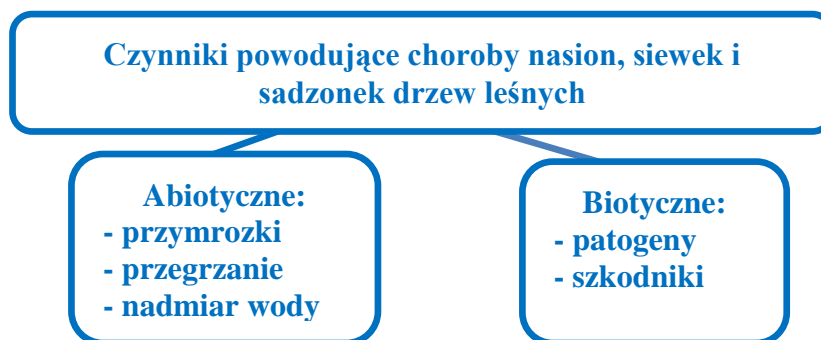 Czynniki powodujące choroby nasion, siewek i
sadzonek drzew leśnych
Abiotyczne:
- przymrozki
- przegrzanie
- nadmiar wody
Biotyczne:
- patogeny
- szkodniki